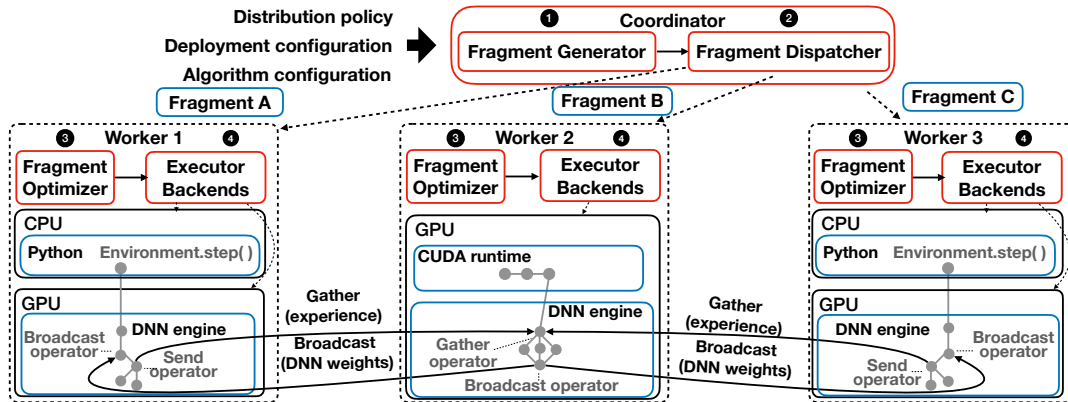 Distribution policy
Deployment configuration
Algorithm configuration
Coordinator
1
2
Fragment Generator
Fragment Dispatcher
Fragment A
Fragment B
Fragment C
3
Worker 1
4
Fragment
Optimizer
Executor
Backends
CPU
Python
Environment.step( )
GPU
DNN engine
Broadcast
operator
Send
operator
Gather
(experience)
Broadcast
(DNN weights)
3
Worker 2
4
Fragment
Optimizer
Executor
Backends
GPU
CUDA runtime
DNN engine
Gather
operator
Broadcast operator
Gather
(experience)
Broadcast
(DNN weights)
3
Worker 3
4
Fragment
Optimizer
Executor
Backends
CPU
Python
Environment.step( )
GPU
DNN engine
Broadcast
operator
Send
operator